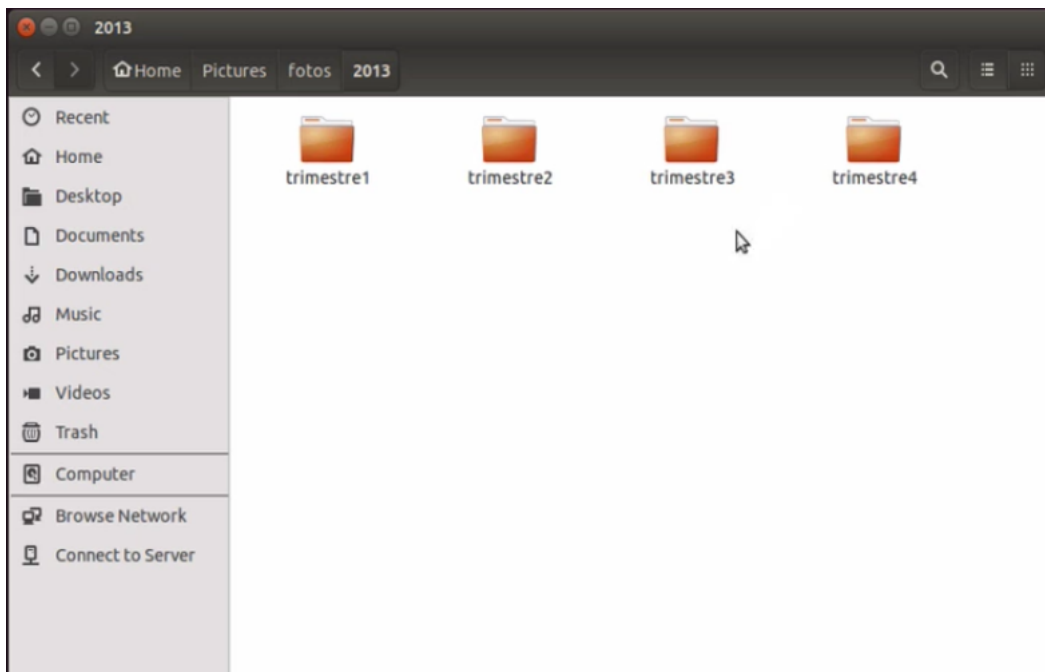 2013
Home Pictures fotos 2013
Recent
Home
Desktop
Documents
Downloads
Music
Pictures
Videos
Trash
Computer
Browse Network
Connect to Server
trimestre1 trimestre2 trimestre3 trimestre4